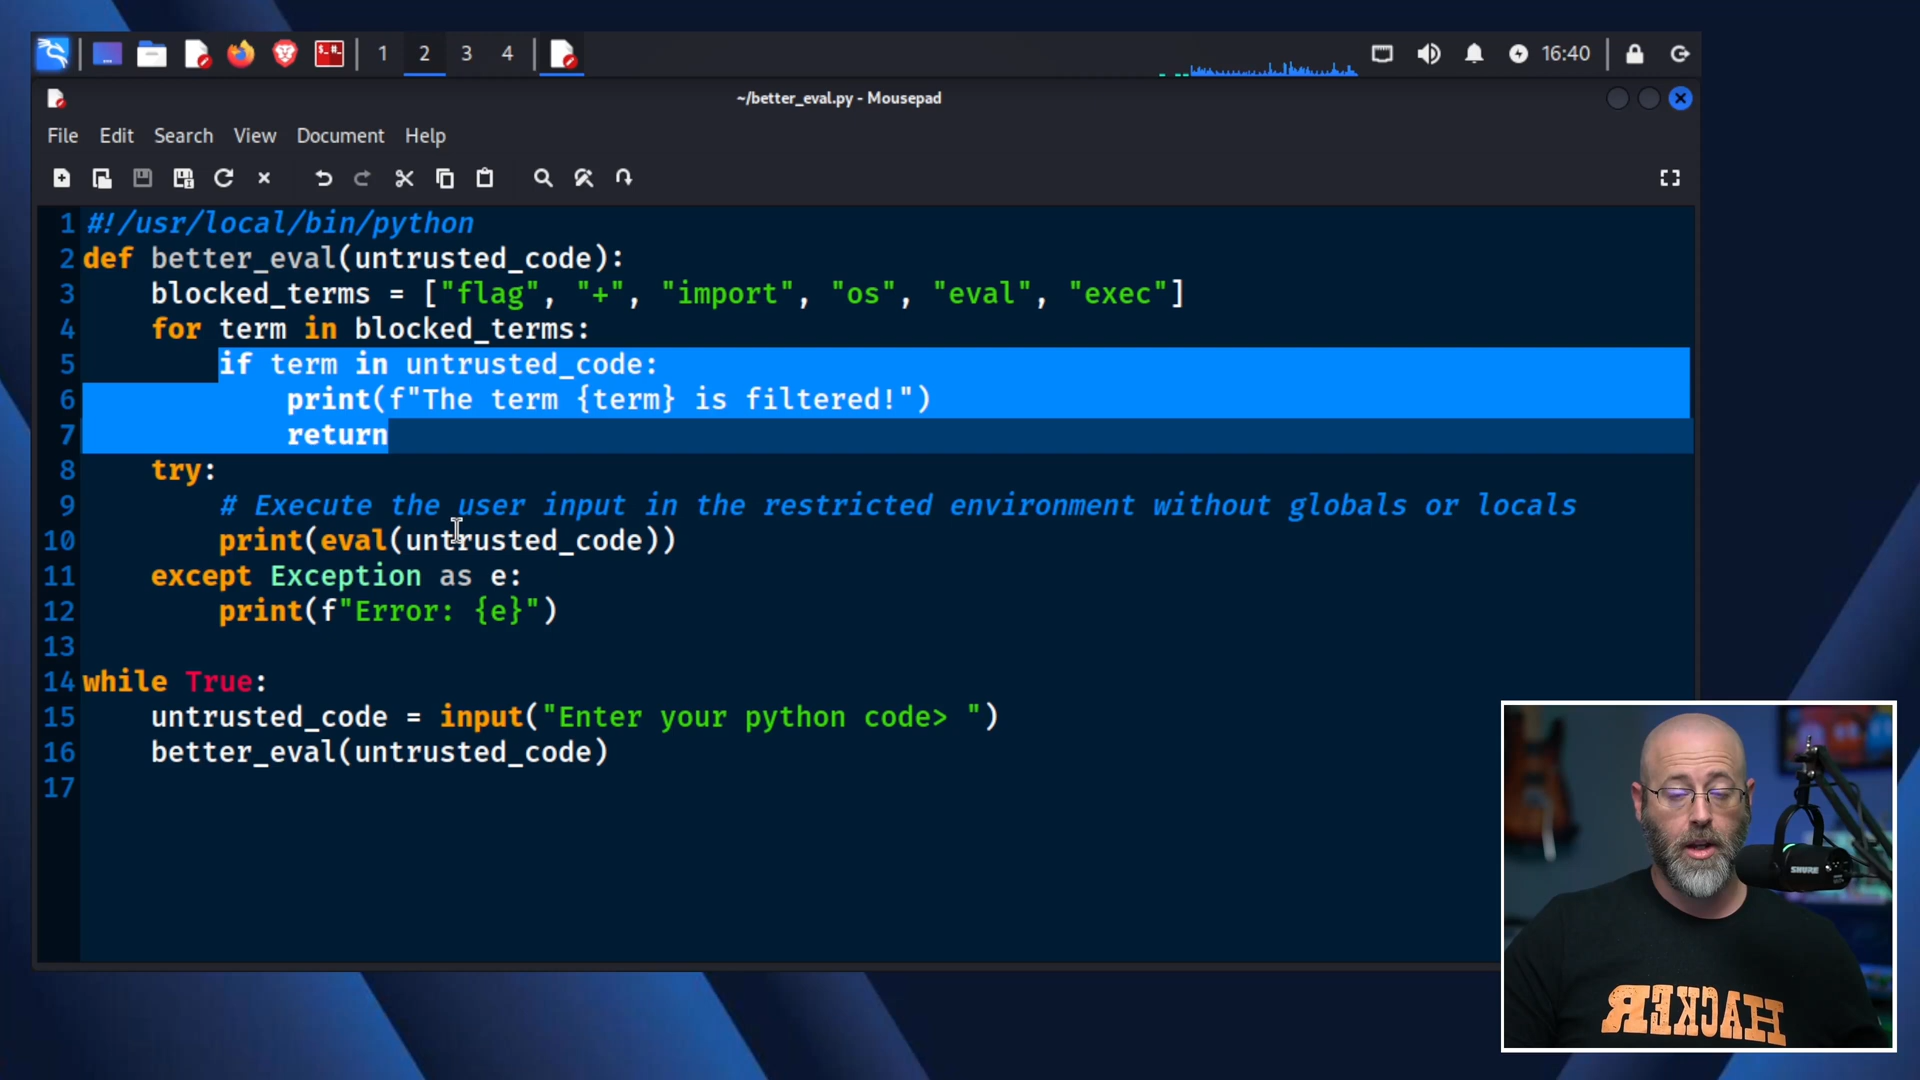 1 2 3 4
16:40
~/better_eval.py - Mousepad
File Edit Search View Document Help
1 #!/usr/local/bin/python
2 def better_eval(untrusted_code):
3     blocked_terms = ["flag", "+", "import", "os", "eval", "exec"]
4     for term in blocked_terms:
5         if term in untrusted_code:
6             print(f"The term {term} is filtered!")
7             return
8     try:
9         # Execute the user input in the restricted environment without globals or locals
10         print(eval(untrusted_code))
11     except Exception as e:
12         print(f"Error: {e}")
13
14 while True:
15     untrusted_code = input("Enter your python code> ")
16     better_eval(untrusted_code)
17
SHURE
HACKER